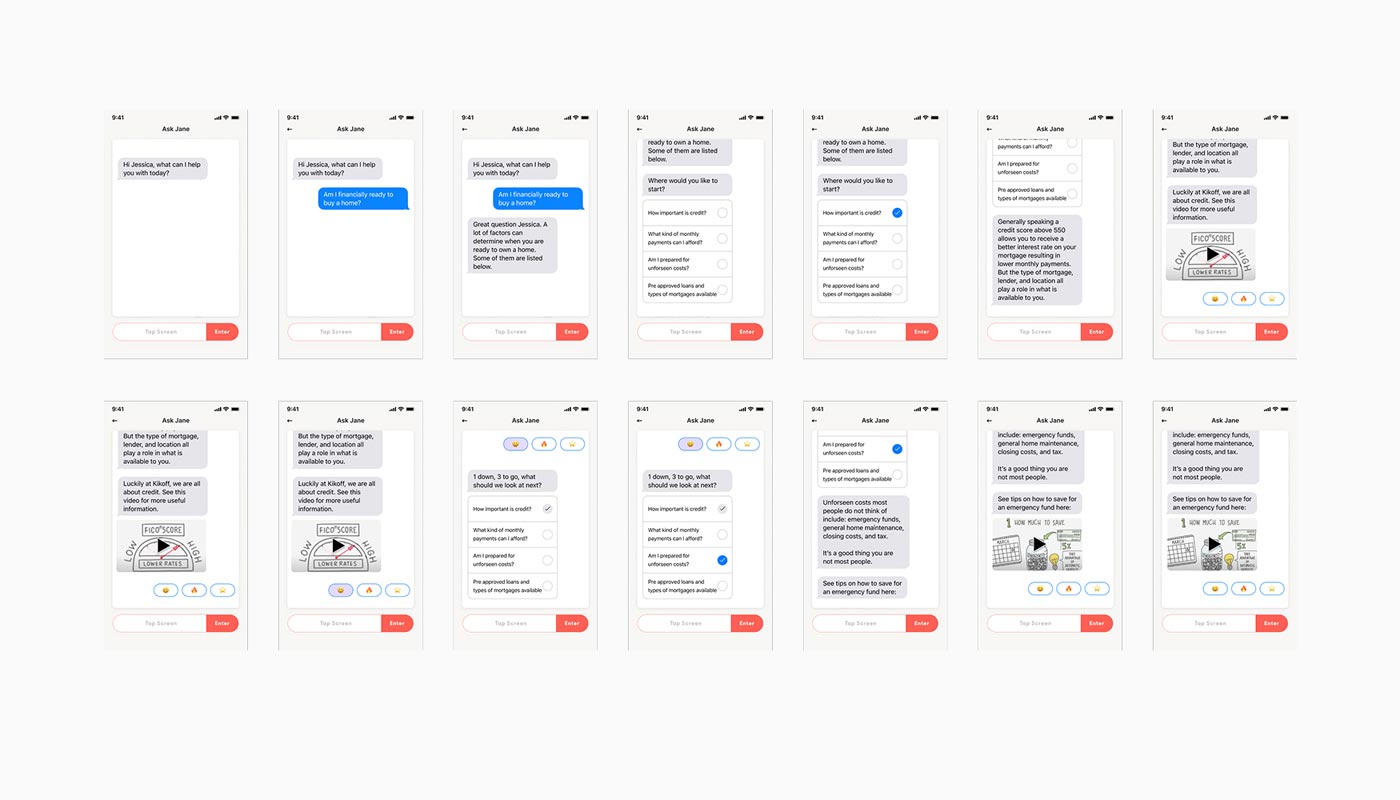 9:41
Ask Jane
Hi Jessica, what can I help
you with today?
Tap Screen
Enter
9:41
Ask Jane
Hi Jessica, what can I help
you with today?
Am I financially ready to
buy a home?
Tap Screen
Enter
9:41
Ask Jane
Hi Jessica, what can I help
you with today?
Am I financially ready to
buy a home?
Great question Jessica. A
lot of factors can
determine when you are
ready to own a home.
Some of them are listed
below.
Tap Screen
Enter
9:41
Ask Jane
ready to own a home.
Some of them are listed
below.
Where would you like to
start?
How important is credit?
What kind of monthly
payments can I afford?
Am I prepared for
unforseen costs?
Pre approved loans and
types of mortgages available
Tap Screen
Enter
9:41
Ask Jane
ready to own a home.
Some of them are listed
below.
Where would you like to
start?
How important is credit?
What kind of monthly
payments can I afford?
Am I prepared for
unforseen costs?
Pre approved loans and
types of mortgages available
Tap Screen
Enter
9:41
Ask Jane
payments can I afford?
Am I prepared for
unforseen costs?
Pre approved loans and
types of mortgages available
Generally speaking a
credit score above 550
allows you to receive a
better interest rate on your
mortgage resulting in
lower monthly payments.
But the type of mortgage,
lender, and location all
play a role in what is
available to you.
Tap Screen
Enter
9:41
Ask Jane
But the type of mortgage,
lender, and location all
play a role in what is
available to you.
Luckily at Kikoff, we are all
about credit. See this
video for more useful
information.
FICO® SCORE
LOW
HIGH
LOWER RATES
Tap Screen
Enter
9:41
Ask Jane
But the type of mortgage,
lender, and location all
play a role in what is
available to you.
Luckily at Kikoff, we are all
about credit. See this
video for more useful
information.
FICO® SCORE
LOW
HIGH
LOWER RATES
Tap Screen
Enter
9:41
Ask Jane
But the type of mortgage,
lender, and location all
play a role in what is
available to you.
Luckily at Kikoff, we are all
about credit. See this
video for more useful
information.
FICO® SCORE
LOW
HIGH
LOWER RATES
Tap Screen
Enter
9:41
Ask Jane
1 down, 3 to go, what
should we look at next?
How important is credit?
What kind of monthly
payments can I afford?
Am I prepared for
unforseen costs?
Pre approved loans and
types of mortgages available
Tap Screen
Enter
9:41
Ask Jane
1 down, 3 to go, what
should we look at next?
How important is credit?
What kind of monthly
payments can I afford?
Am I prepared for
unforseen costs?
Pre approved loans and
types of mortgages available
Tap Screen
Enter
9:41
Ask Jane
Am I prepared for
unforseen costs?
Pre approved loans and
types of mortgages available
Unforseen costs most
people do not think of
include: emergency funds,
general home maintenance,
closing costs, and tax.
It's a good thing you are
not most people.
See tips on how to save for
an emergency fund here:
Tap Screen
Enter
9:41
Ask Jane
include: emergency funds,
general home maintenance,
closing costs, and tax.
It's a good thing you are
not most people.
See tips on how to save for
an emergency fund here:
1 HOW MUCH TO SAVE
MARCH
Tap Screen
Enter
9:41
Ask Jane
include: emergency funds,
general home maintenance,
closing costs, and tax.
It's a good thing you are
not most people.
See tips on how to save for
an emergency fund here:
1 HOW MUCH TO SAVE
MARCH
Tap Screen
Enter